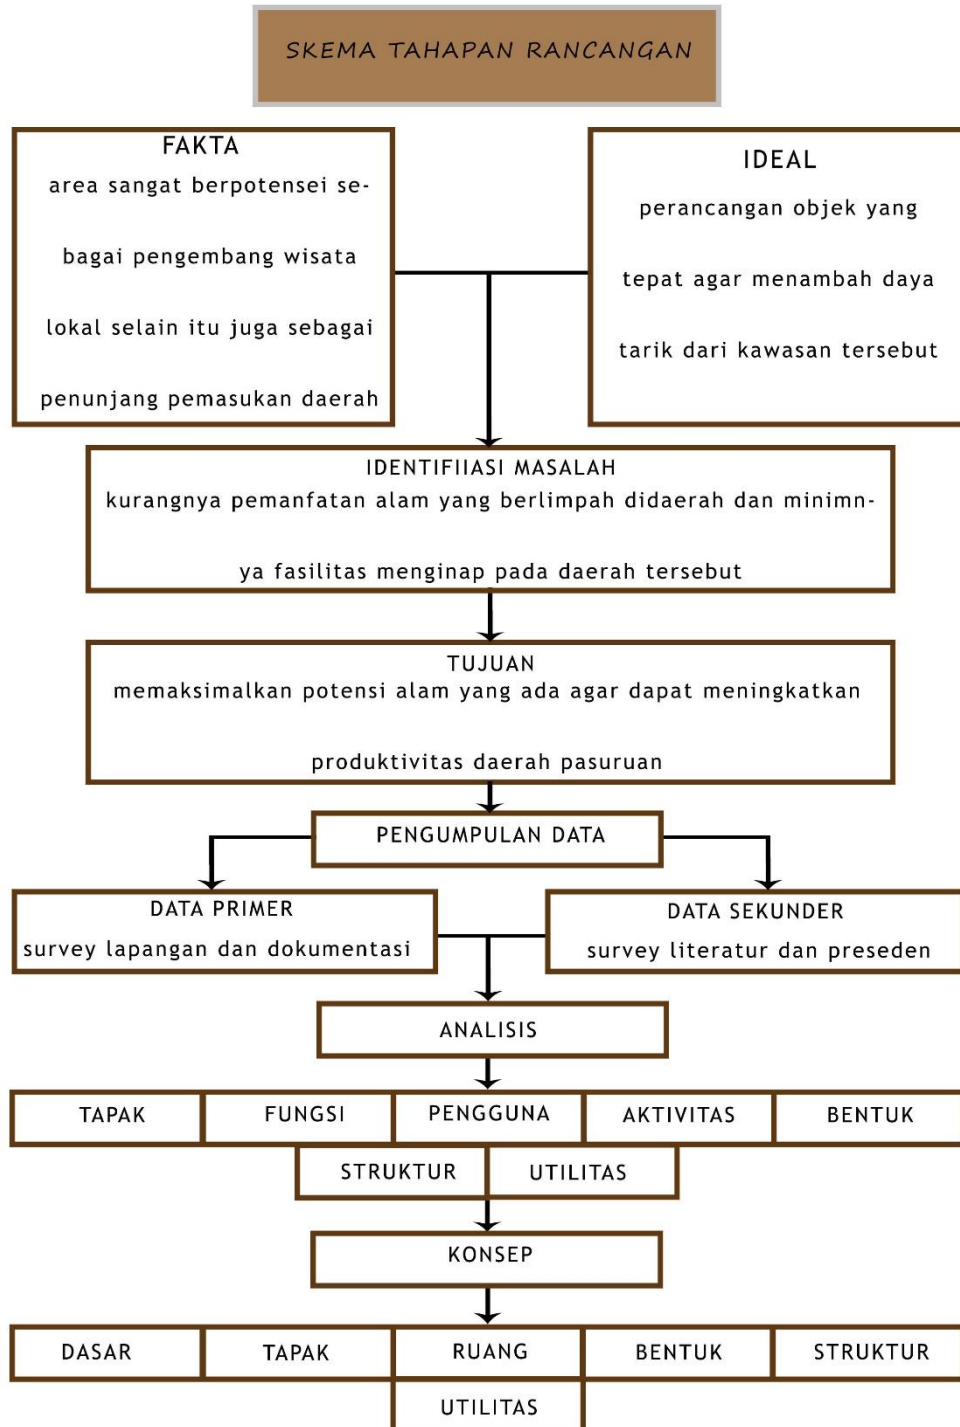 SKEMA TAHAPAN RANCANGAN
FAKTA
area sangat berpotensei se-
bagai pengembang wisata
lokal selain itu juga sebagai
penunjang pemasukan daerah
IDEAL
perancangan objek yang
tepat agar menambah daya
tarik dari kawasan tersebut
IDENTIFIIASI MASALAH
kurangnya pemanfatan alam yang berlimpah didaerah dan minimn-
ya fasilitas menginap pada daerah tersebut
TUJUAN
memaksimalkan potensi alam yang ada agar dapat meningkatkan
produktivitas daerah pasuruan
PENGUMPULAN DATA
DATA PRIMER
survey lapangan dan dokumentasi
DATA SEKUNDER
survey literatur dan preseden
ANALISIS
TAPAK FUNGSI PENGGUNA AKTIVITAS BENTUK
STRUKTUR UTILITAS
KONSEP
DASAR TAPAK RUANG BENTUK STRUKTUR
UTILITAS